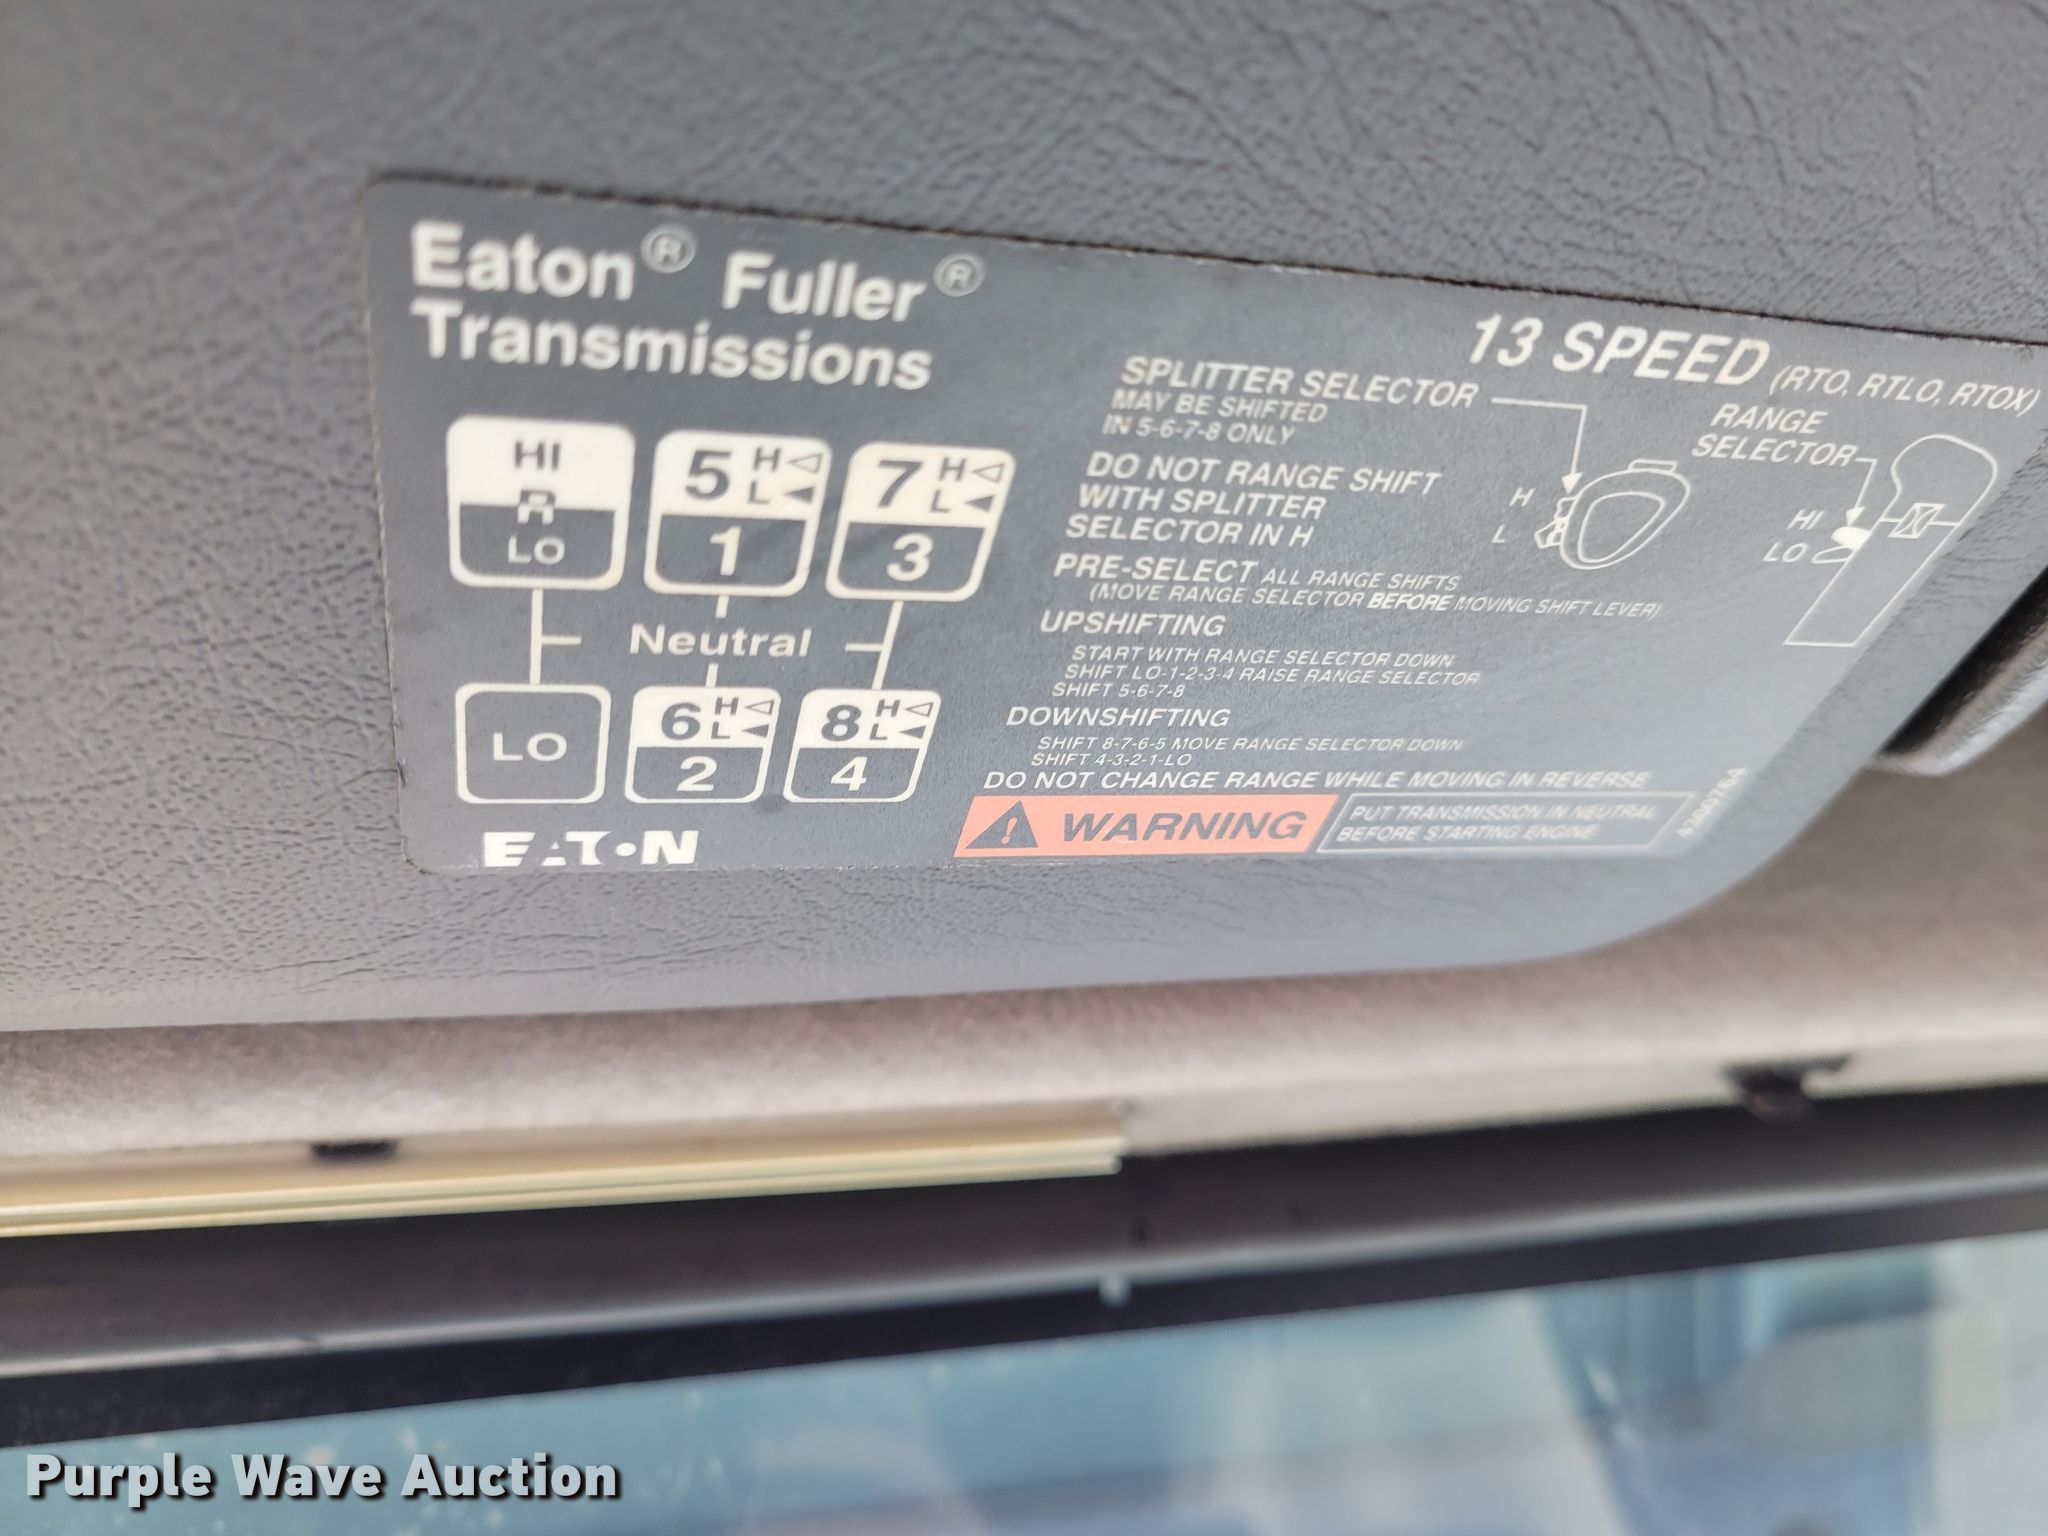 Eaton® Fuller®
Transmissions
HI
R
LO
5 H L
1
7 H L
3
Neutral
LO
6 H L
2
8 H L
4
EATON
13 SPEED (RTO, RTLO, RTOX)
SPLITTER SELECTOR
MAY BE SHIFTED
IN 5-6-7-8 ONLY
H
L
RANGE
SELECTOR
HI
LO
DO NOT RANGE SHIFT
WITH SPLITTER
SELECTOR IN H
PRE-SELECT ALL RANGE SHIFTS
(MOVE RANGE SELECTOR BEFORE MOVING SHIFT LEVER)
UPSHIFTING
START WITH RANGE SELECTOR DOWN
SHIFT LO-1-2-3-4 RAISE RANGE SELECTOR
SHIFT 5-6-7-8
DOWNSHIFTING
SHIFT 8-7-6-5 MOVE RANGE SELECTOR DOWN
SHIFT 4-3-2-1-LO
DO NOT CHANGE RANGE WHILE MOVING IN REVERSE
WARNING
PUT TRANSMISSION IN NEUTRAL
BEFORE STARTING ENGINE
Purple Wave Auction